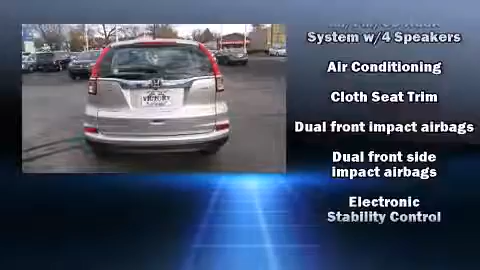 System w/4 Speakers
Air Conditioning
Cloth Seat Trim
Dual front impact airbags
Dual front side
impact airbags
Electronic
Stability Control
VICTORY